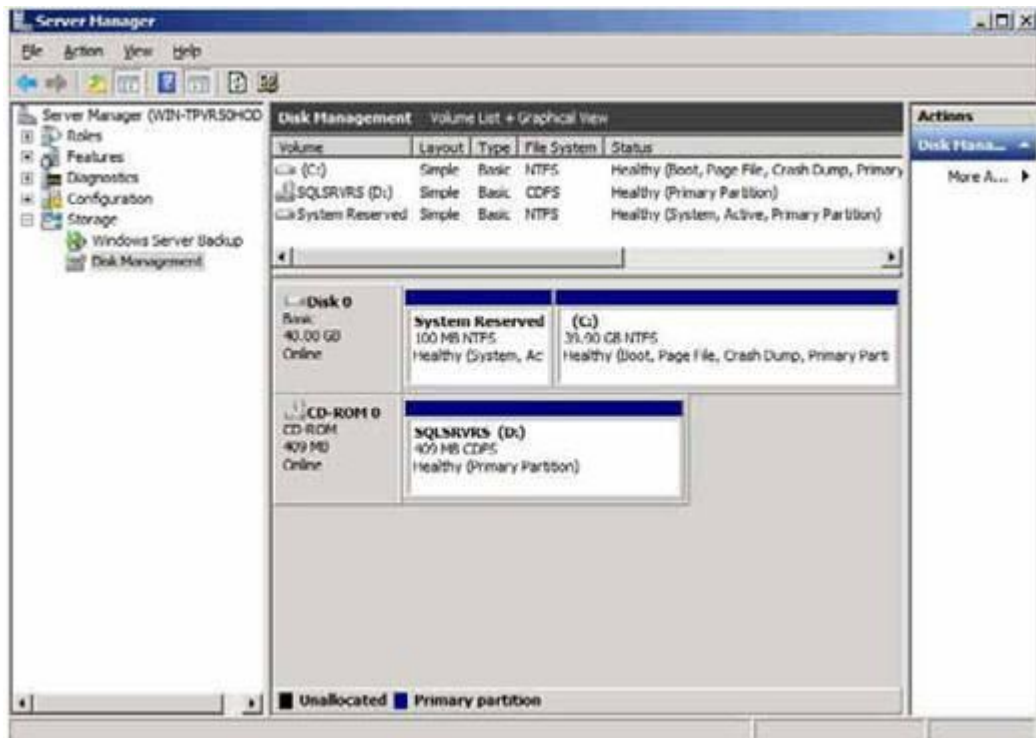 Server Manager
File Action View Help
Server Manager (WIN-TPVRS0HOD
Roles
Features
Diagnostics
Configuration
Storage
Windows Server Backup
Disk Management
Disk Management Volume List + Graphical View
Volume Layout Type File System Status
(C:) Simple Basic NTFS Healthy (Boot, Page File, Crash Dump, Primary
SQLSRVRS (D:) Simple Basic CDFS Healthy (Primary Partition)
System Reserved Simple Basic NTFS Healthy (System, Active, Primary Partition)
Disk 0
Basic
40.00 GB
Online
System Reserved
100 MB NTFS
Healthy (System, Ac
(C:)
39.90 GB NTFS
Healthy (Boot, Page File, Crash Dump, Primary Parti
CD-ROM 0
CD-ROM
409 MB
Online
SQLSRVRS (D:)
409 MB CDFS
Healthy (Primary Partition)
Unallocated Primary partition
Actions
Disk Mana...
More A...